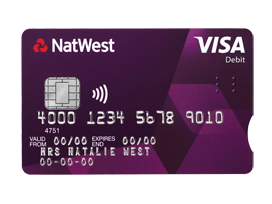 NatWest VISA
Debit
4000 1234 5678 9010
4751
VALID FROM 00/00 EXPIRES END 00/00
MRS NATALIE WEST
00-00-00